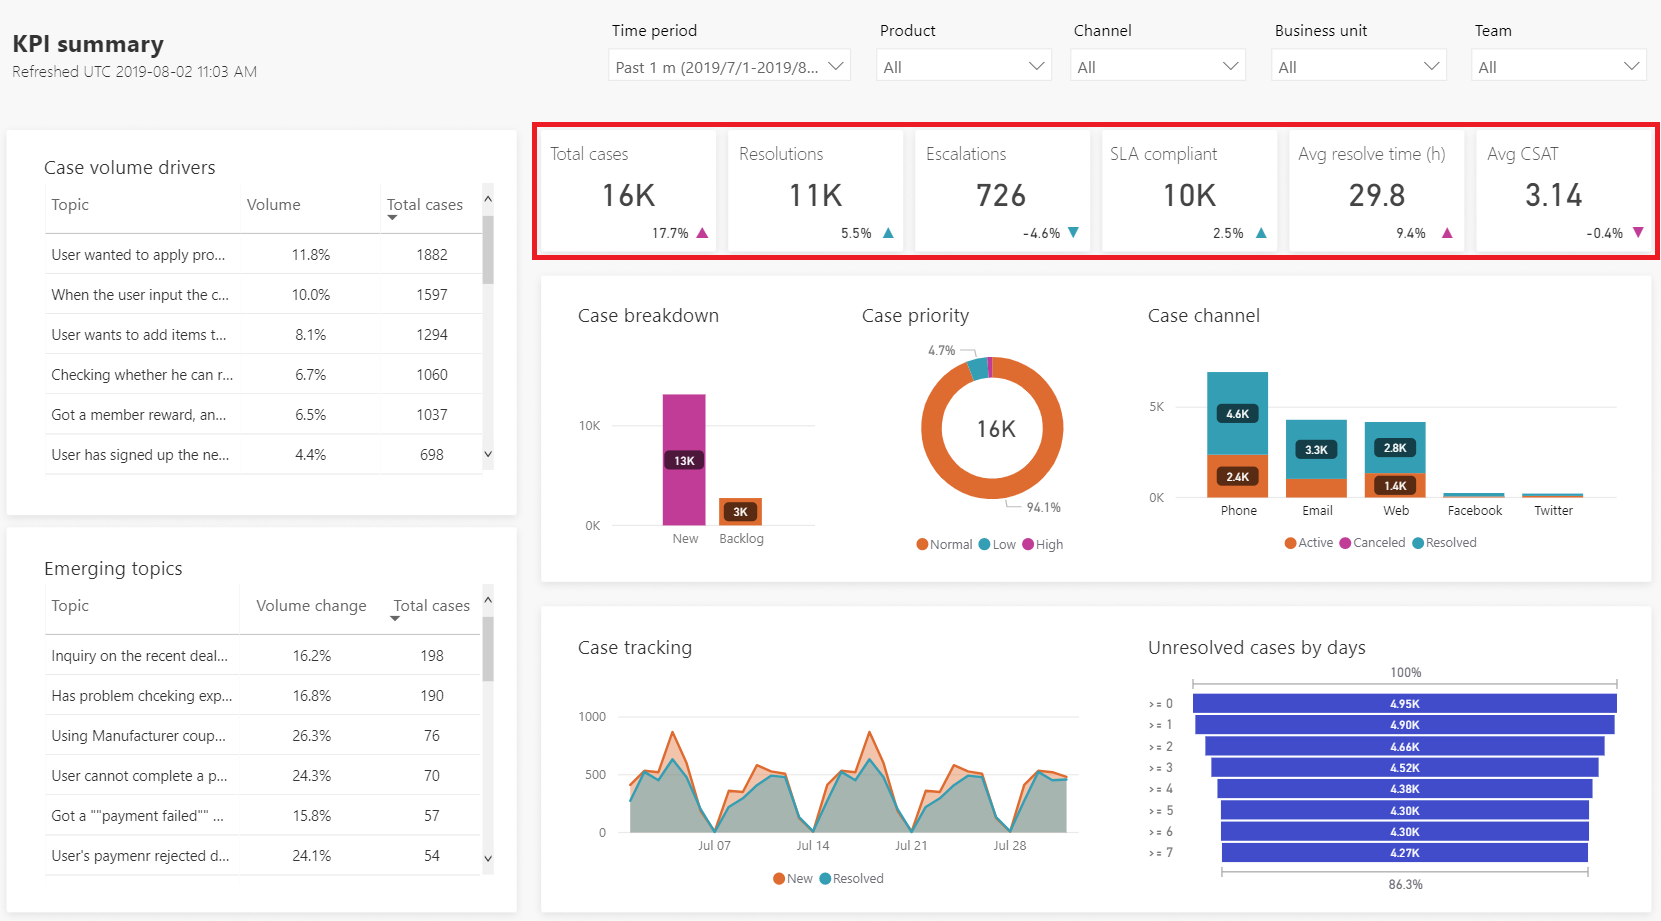 KPI summary
Refreshed UTC 2019-08-02 11:03 AM
Time period
Past 1 m (2019/7/1-2019/8...
Product
All
Channel
All
Business unit
All
Team
All
Case volume drivers
Topic Volume Total cases
User wanted to apply pro... 11.8% 1882
When the user input the c... 10.0% 1597
User wants to add items t... 8.1% 1294
Checking whether he can r... 6.7% 1060
Got a member reward, an... 6.5% 1037
User has signed up the ne... 4.4% 698
Emerging topics
Topic Volume change Total cases
Inquiry on the recent deal... 16.2% 198
Has problem chceking exp... 16.8% 190
Using Manufacturer coup... 26.3% 76
User cannot complete a p... 24.3% 70
Got a ""payment failed"" ... 15.8% 57
User's paymenr rejected d... 24.1% 54
Total cases
16K
17.7%
Resolutions
11K
5.5%
Escalations
726
-4.6%
SLA compliant
10K
2.5%
Avg resolve time (h)
29.8
9.4%
Avg CSAT
3.14
-0.4%
Case breakdown
10K
0K
13K
3K
New Backlog
Case priority
4.7%
16K
94.1%
Normal Low High
Case channel
5K
0K
4.6K
2.4K
3.3K
2.8K
1.4K
Phone Email Web Facebook Twitter
Active Canceled Resolved
Case tracking
1000
500
0
Jul 07 Jul 14 Jul 21 Jul 28
New Resolved
Unresolved cases by days
100%
>= 0 4.95K
>= 1 4.90K
>= 2 4.66K
>= 3 4.52K
>= 4 4.38K
>= 5 4.30K
>= 6 4.30K
>= 7 4.27K
86.3%